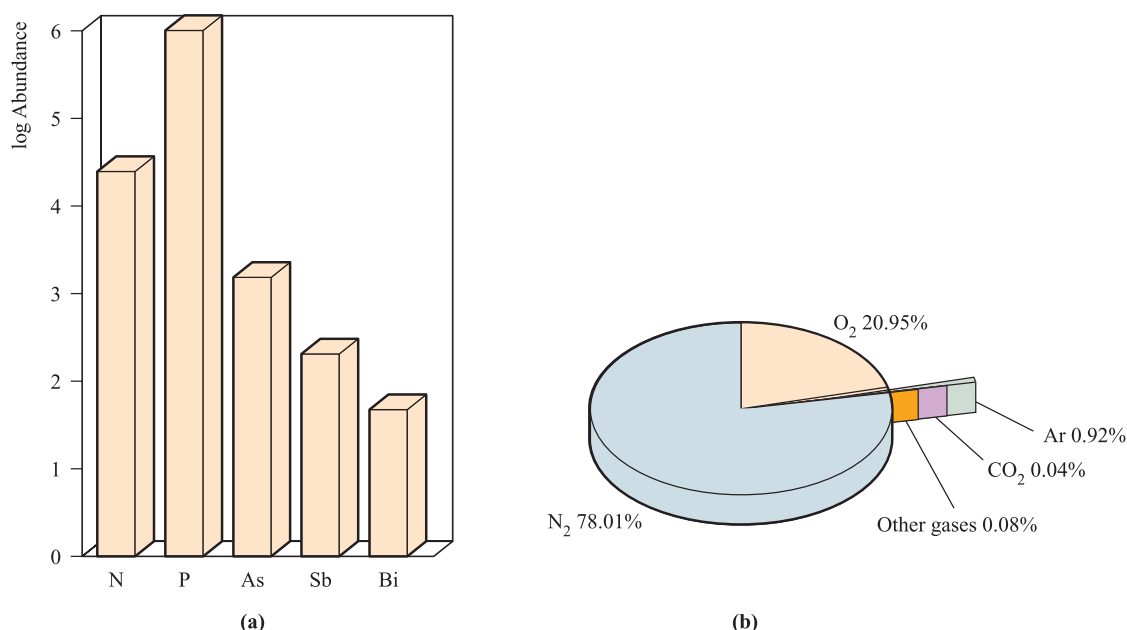 log Abundance
6
5
4
3
2
1
0
N P As Sb Bi
(a)
O2 20.95%
Ar 0.92%
CO2 0.04%
Other gases 0.08%
N2 78.01%
(b)